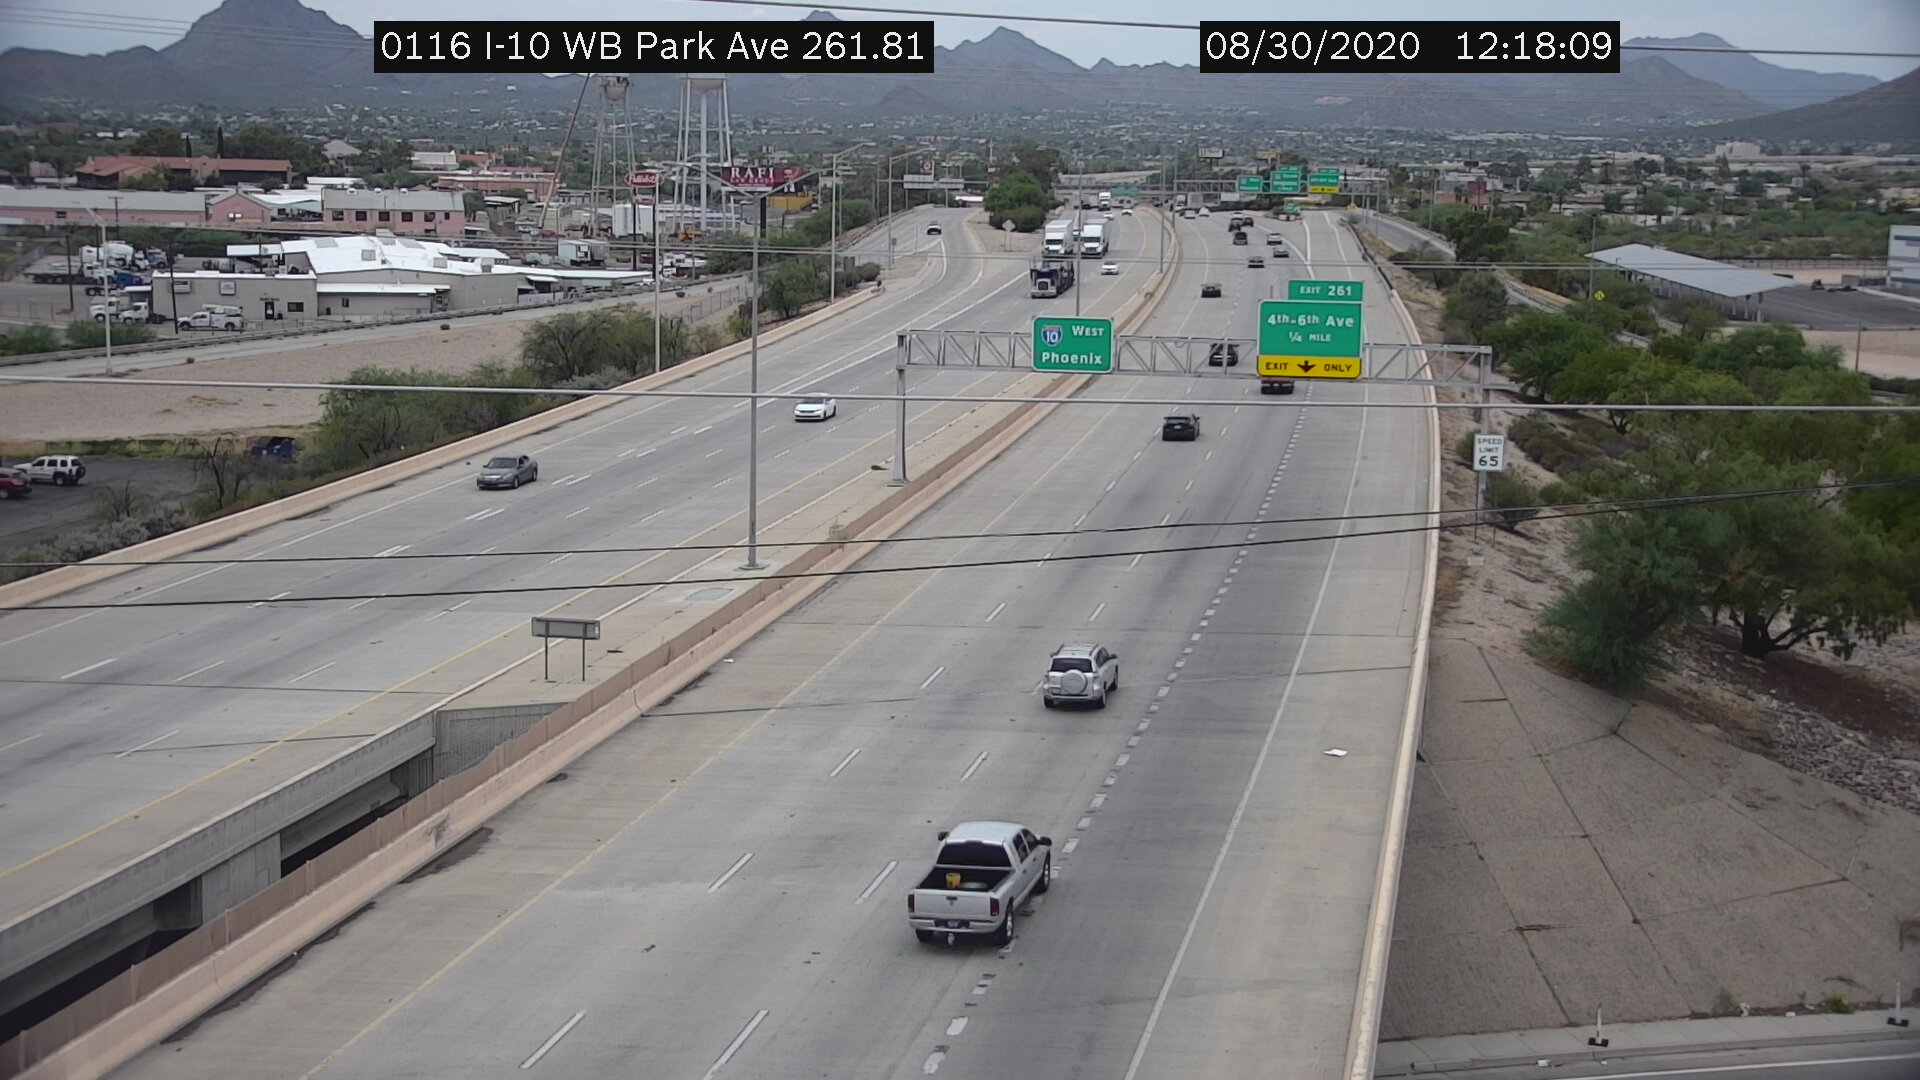 0116 I-10 WB Park Ave 261.81
08/30/2020 12:18:09
RAFI
EXIT 261
4th-6th Ave
1/4 MILE
EXIT ONLY
10 WEST
Phoenix
SPEED
LIMIT
65